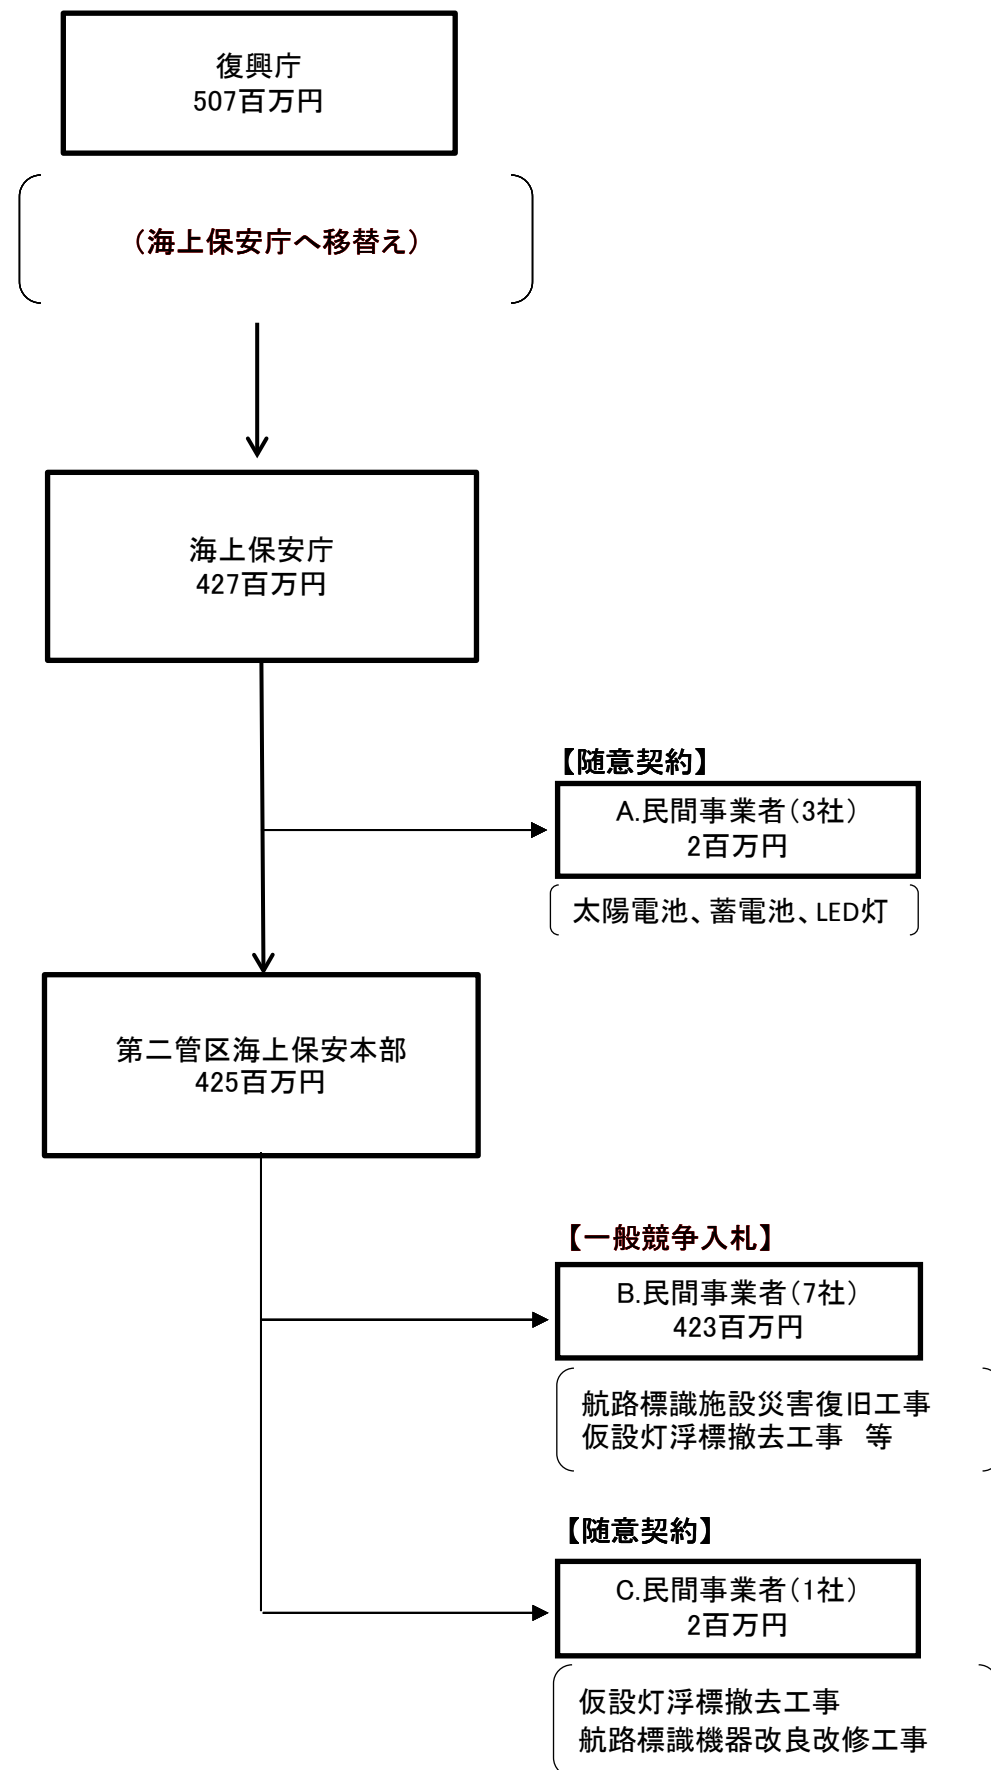 復興庁
507百万円
(海上保安庁へ移替え)
海上保安庁
427百万円
【随意契約】
A.民間事業者(3社)
2百万円
太陽電池、蓄電池、LED灯
第二管区海上保安本部
425百万円
【一般競争入札】
B.民間事業者(7社)
423百万円
航路標識施設災害復旧工事
仮設灯浮標撤去工事　等
【随意契約】
C.民間事業者(1社)
2百万円
仮設灯浮標撤去工事
航路標識機器改良改修工事